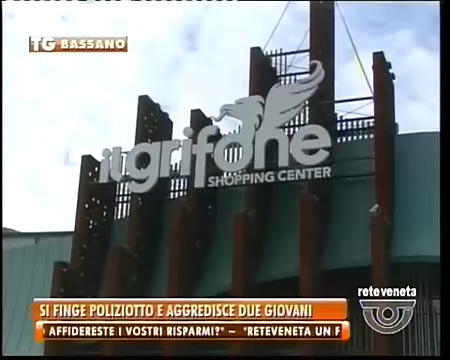 TG BASSANO
ilgrifone
SHOPPING CENTER
reteveneta
SI FINGE POLIZIOTTO E AGGREDISCE DUE GIOVANI
AFFIDERESTE I VOSTRI RISPARMI?" – "RETEVENETA UN F